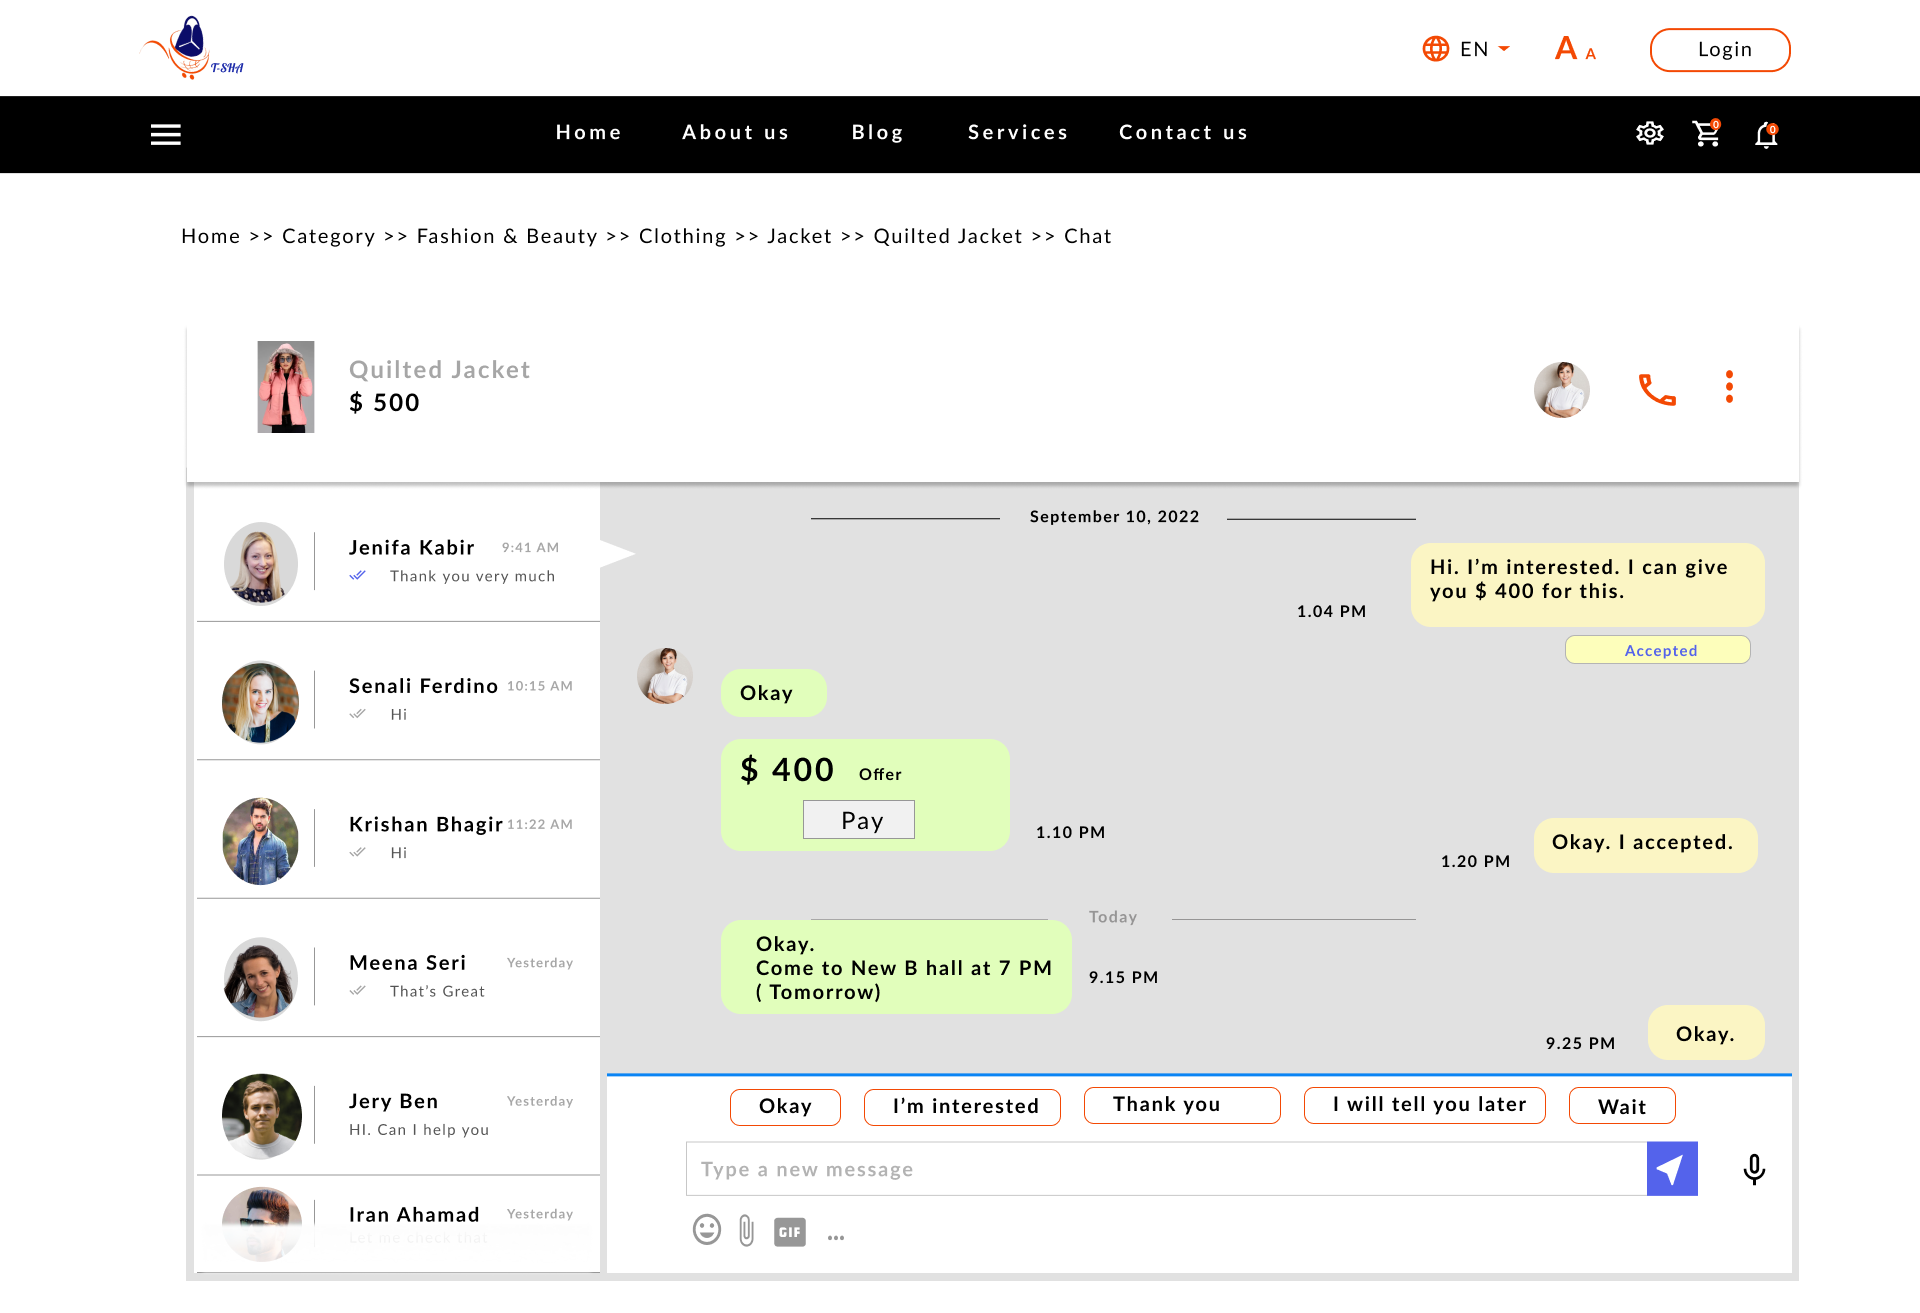 T-SHA
EN
A A
Login
Home About us Blog Services Contact us
0
0
Home >> Category >> Fashion & Beauty >> Clothing >> Jacket >> Quilted Jacket >> Chat
Quilted Jacket
$ 500
Jenifa Kabir 9:41 AM
Thank you very much
Senali Ferdino 10:15 AM
Hi
Krishan Bhagir 11:22 AM
Hi
Meena Seri Yesterday
That’s Great
Jery Ben Yesterday
HI. Can I help you
Iran Ahamad Yesterday
Let me check that
September 10, 2022
Hi. I’m interested. I can give
you $ 400 for this.
1.04 PM
Accepted
Okay
$ 400 Offer
Pay
1.10 PM
Okay. I accepted.
1.20 PM
Today
Okay.
Come to New B hall at 7 PM
( Tomorrow)
9.15 PM
Okay.
9.25 PM
Okay I’m interested Thank you I will tell you later Wait
Type a new message
GIF ...